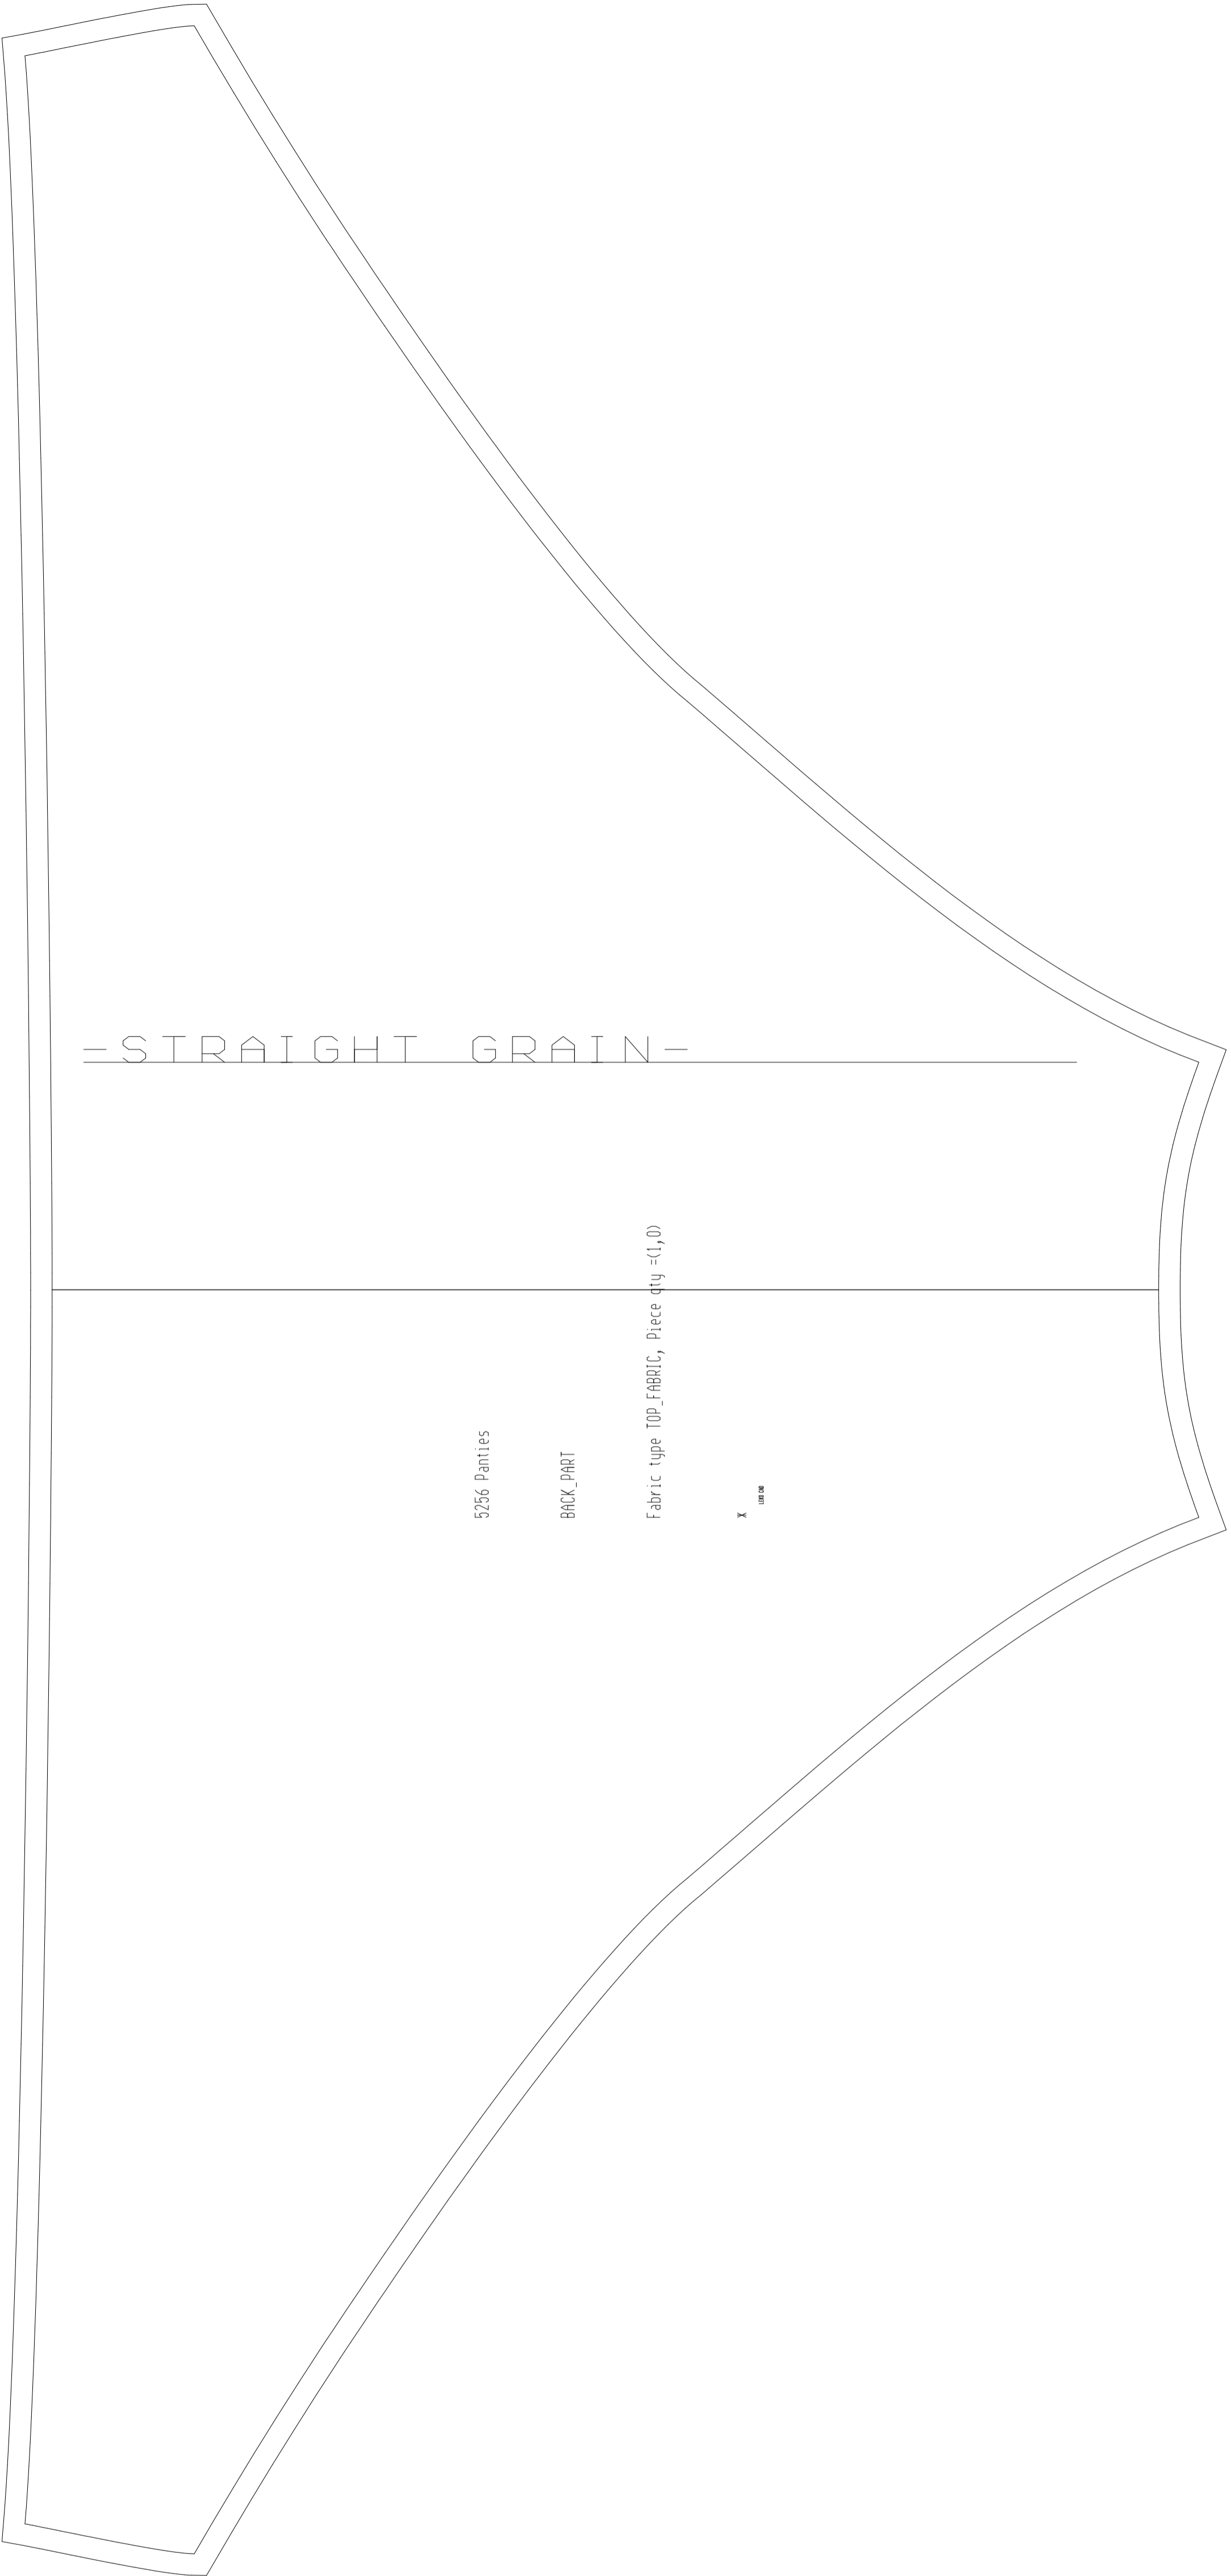 -STRAIGHT GRAIN-
5256 Panties
BACK_PART
Fabric type TOP_FABRIC, Piece qty =(1,0)
X